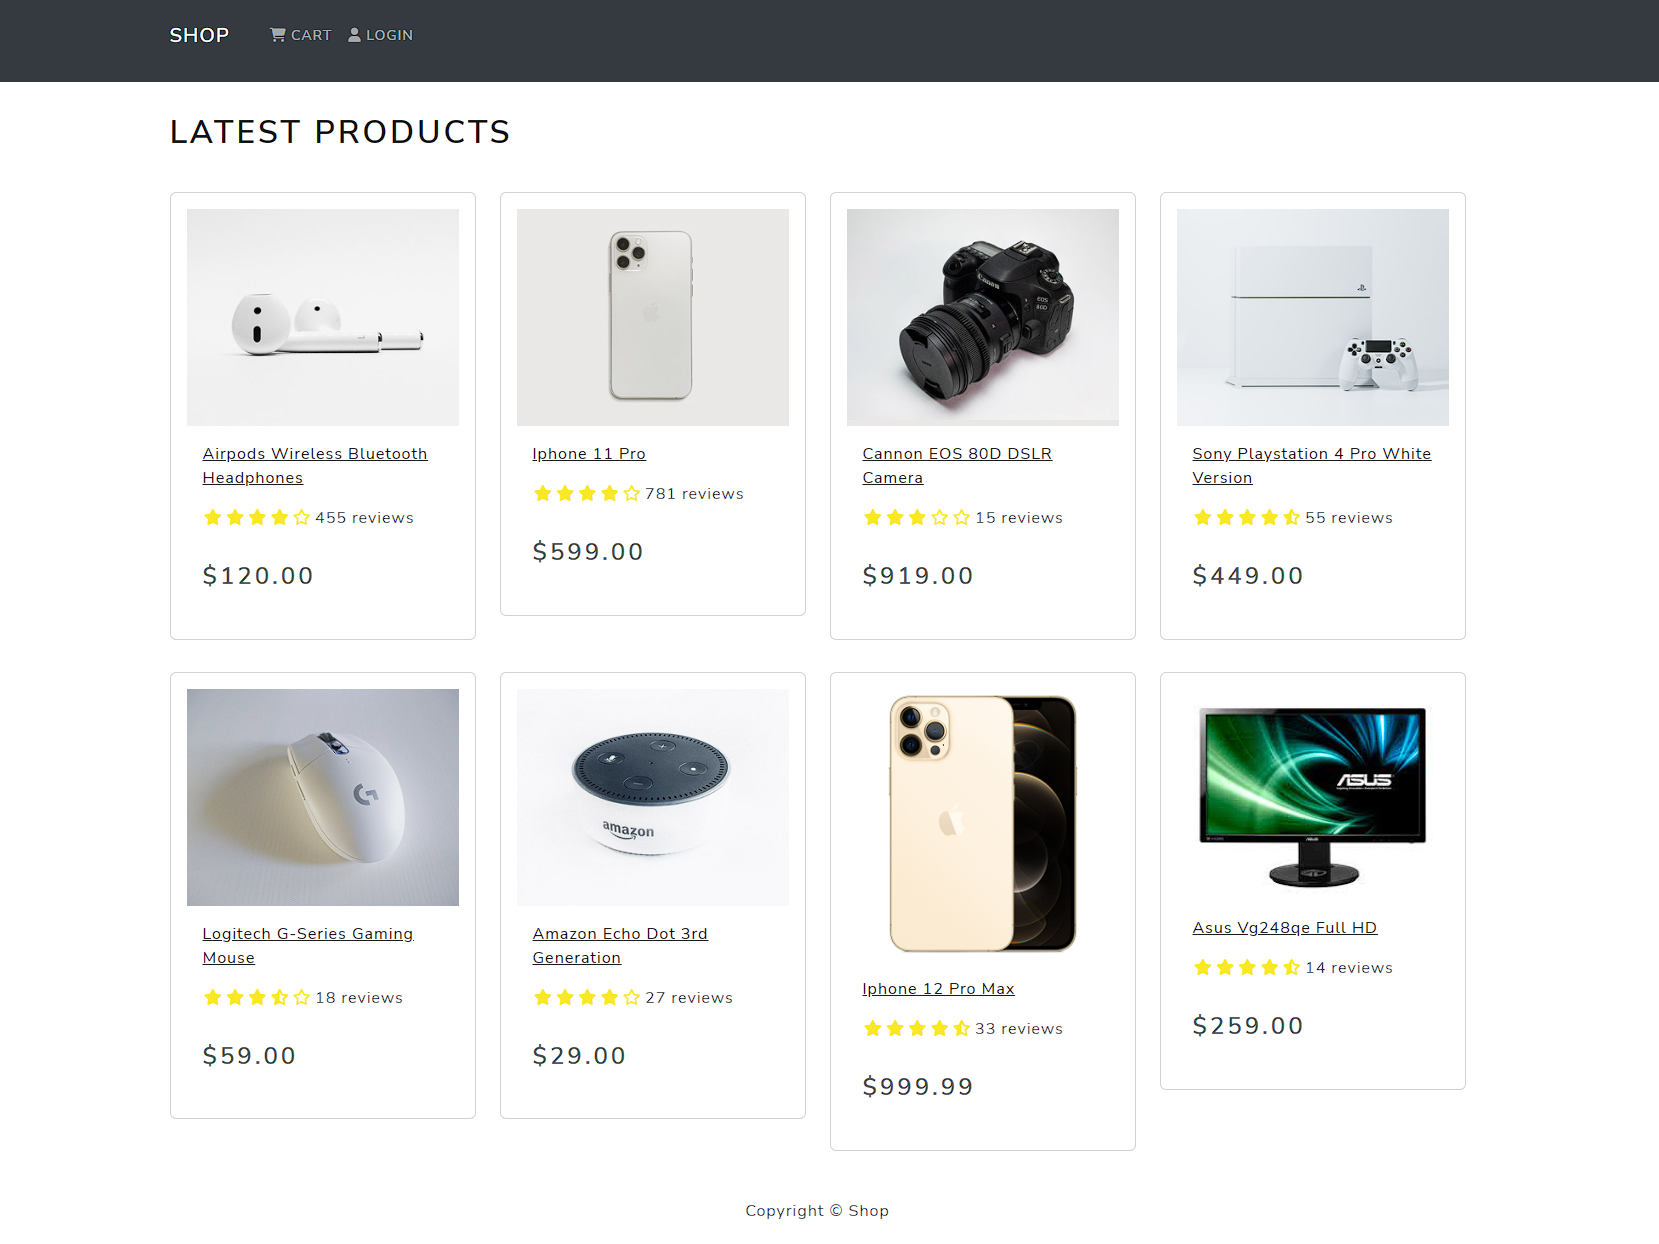 SHOP
CART
LOGIN
LATEST PRODUCTS
Canon
EOS
80D
Airpods Wireless Bluetooth
Headphones
455 reviews
$120.00
Iphone 11 Pro
781 reviews
$599.00
Cannon EOS 80D DSLR
Camera
15 reviews
$919.00
Sony Playstation 4 Pro White
Version
55 reviews
$449.00
G
amazon
ASUS
Logitech G-Series Gaming
Mouse
18 reviews
$59.00
Amazon Echo Dot 3rd
Generation
27 reviews
$29.00
Iphone 12 Pro Max
33 reviews
$999.99
Asus Vg248qe Full HD
14 reviews
$259.00
Copyright © Shop